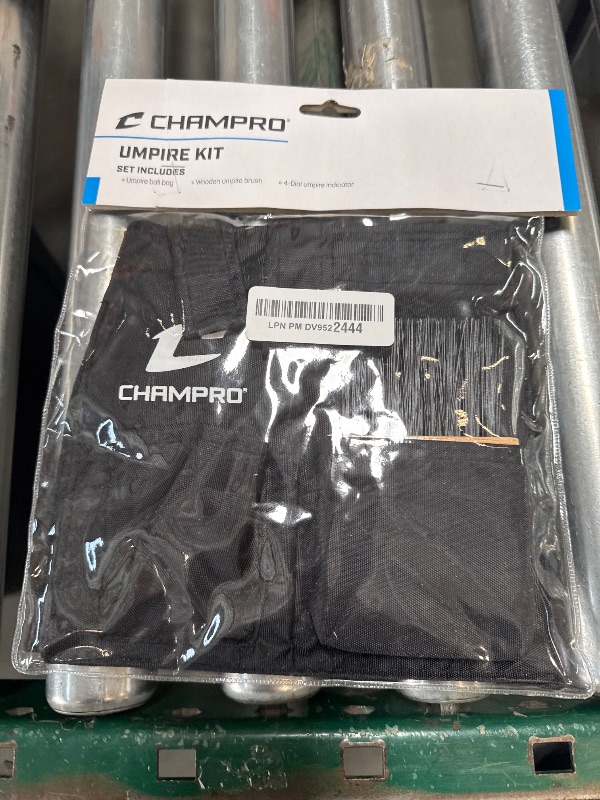 CHAMPRO®
UMPIRE KIT
SET INCLUDES
» Umpire ball bag » Wooden umpire brush » 4-Dial umpire indicator
LPN PM DV9522444
CHAMPRO®